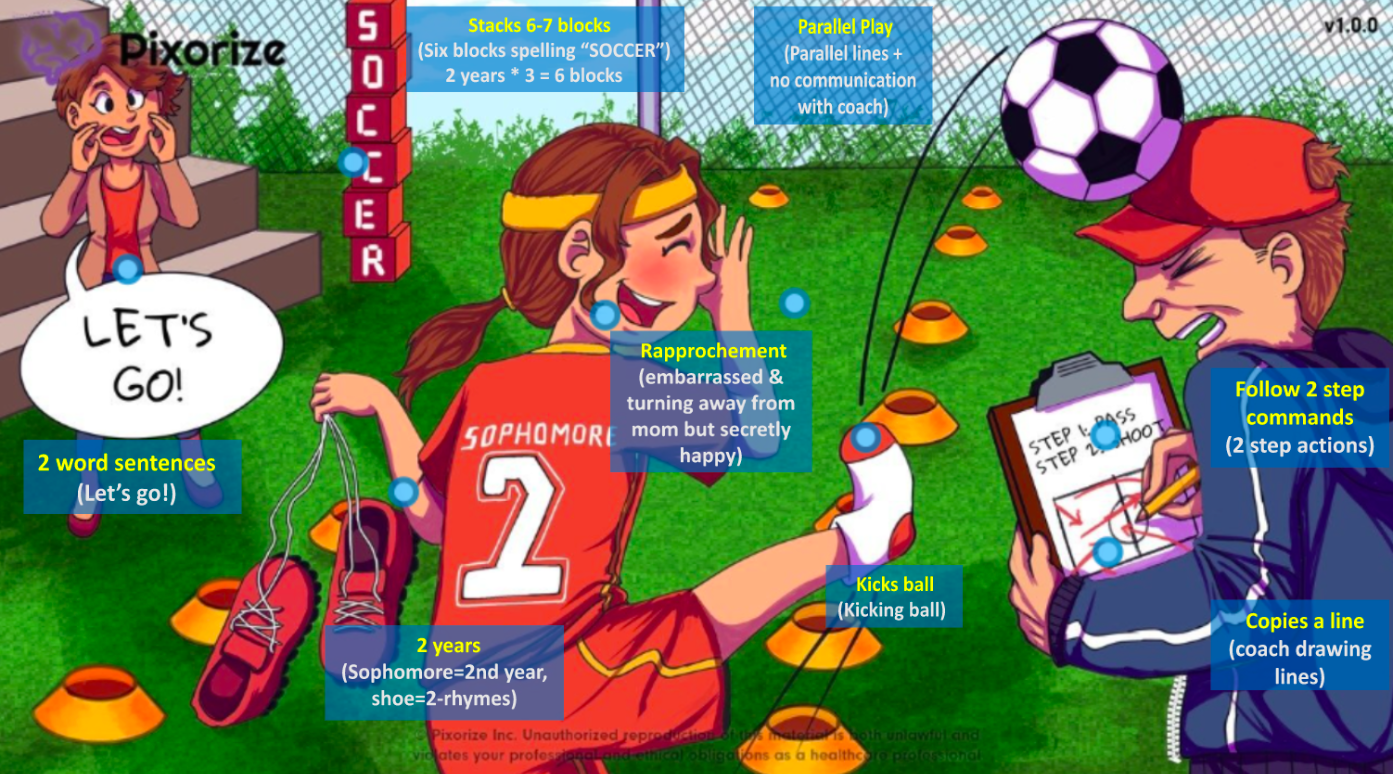 Pixorize
v1.0.0
S
O
C
C
E
R
Stacks 6-7 blocks
(Six blocks spelling “SOCCER”)
2 years * 3 = 6 blocks
Parallel Play
(Parallel lines +
no communication
with coach)
LET'S
GO!
2 word sentences
(Let’s go!)
SOPHOMORE
2
Rapprochement
(embarrassed &
turning away from
mom but secretly
happy)
STEP 1: PASS
STEP 2: SHOOT
Follow 2 step
commands
(2 step actions)
Kicks ball
(Kicking ball)
Copies a line
(coach drawing
lines)
2 years
(Sophomore=2nd year,
shoe=2-rhymes)
© Pixorize Inc. Unauthorized reproduction of this material is both unlawful and
violates your professional and ethical obligations as a healthcare professional